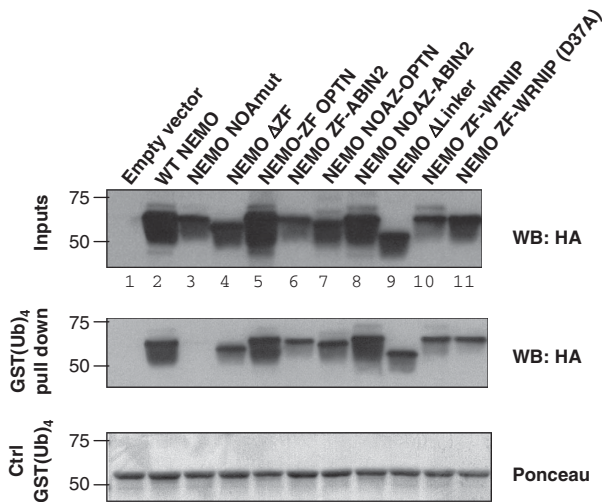 Empty vector
WT NEMO
NEMO NOAmut
NEMO ΔZF
NEMO-ZF OPTN
NEMO ZF-ABIN2
NEMO NOAZ-OPTN
NEMO NOAZ-ABIN2
NEMO ΔLinker
NEMO ZF-WRNIP
NEMO ZF-WRNIP (D37A)
Inputs
75
50
WB: HA
1 2 3 4 5 6 7 8 9 10 11
GST(Ub)4
pull down
75
50
WB: HA
Ctrl
GST(Ub)4
75
50
Ponceau